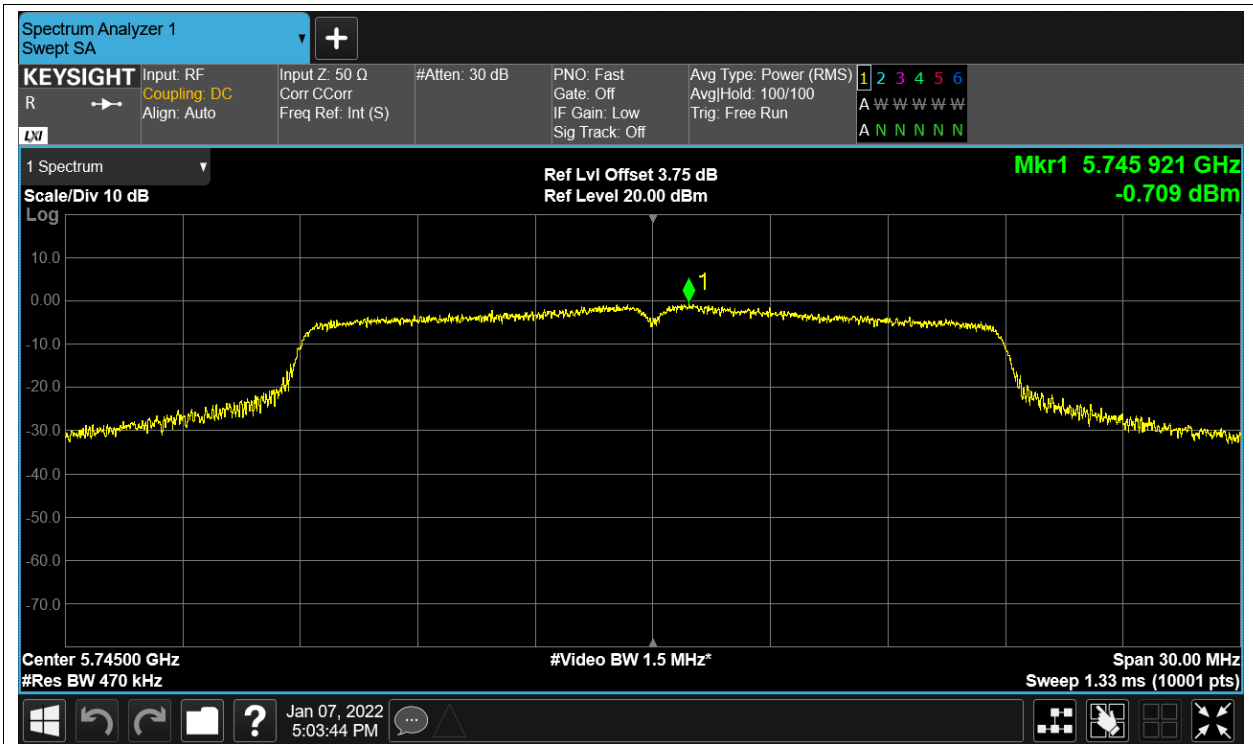 Spectrum Analyzer 1
Swept SA
KEYSIGHT
R
LXI
Input: RF
Coupling: DC
Align: Auto
Input Z: 50 Ω
Corr CCorr
Freq Ref: Int (S)
#Atten: 30 dB
PNO: Fast
Gate: Off
IF Gain: Low
Sig Track: Off
Avg Type: Power (RMS)
Avg|Hold: 100/100
Trig: Free Run
1 2 3 4 5 6
A W W W W W
A N N N N N
1 Spectrum
Scale/Div 10 dB
Log
Ref Lvl Offset 3.75 dB
Ref Level 20.00 dBm
Mkr1 5.745 921 GHz
-0.709 dBm
10.0
0.00
-10.0
-20.0
-30.0
-40.0
-50.0
-60.0
-70.0
1
Center 5.74500 GHz
#Res BW 470 kHz
#Video BW 1.5 MHz*
Span 30.00 MHz
Sweep 1.33 ms (10001 pts)
?
Jan 07, 2022
5:03:44 PM